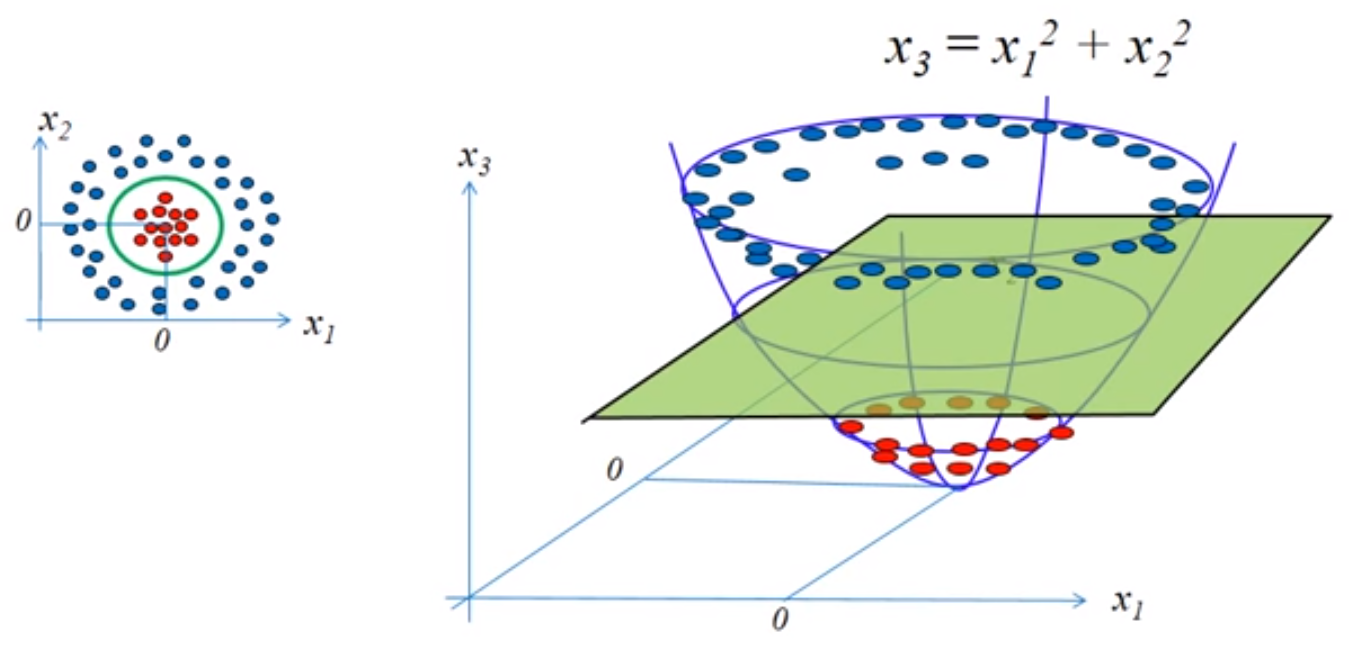 x₃ = x₁² + x₂²
x₂
0
0
x₁
x₃
0
0
x₁